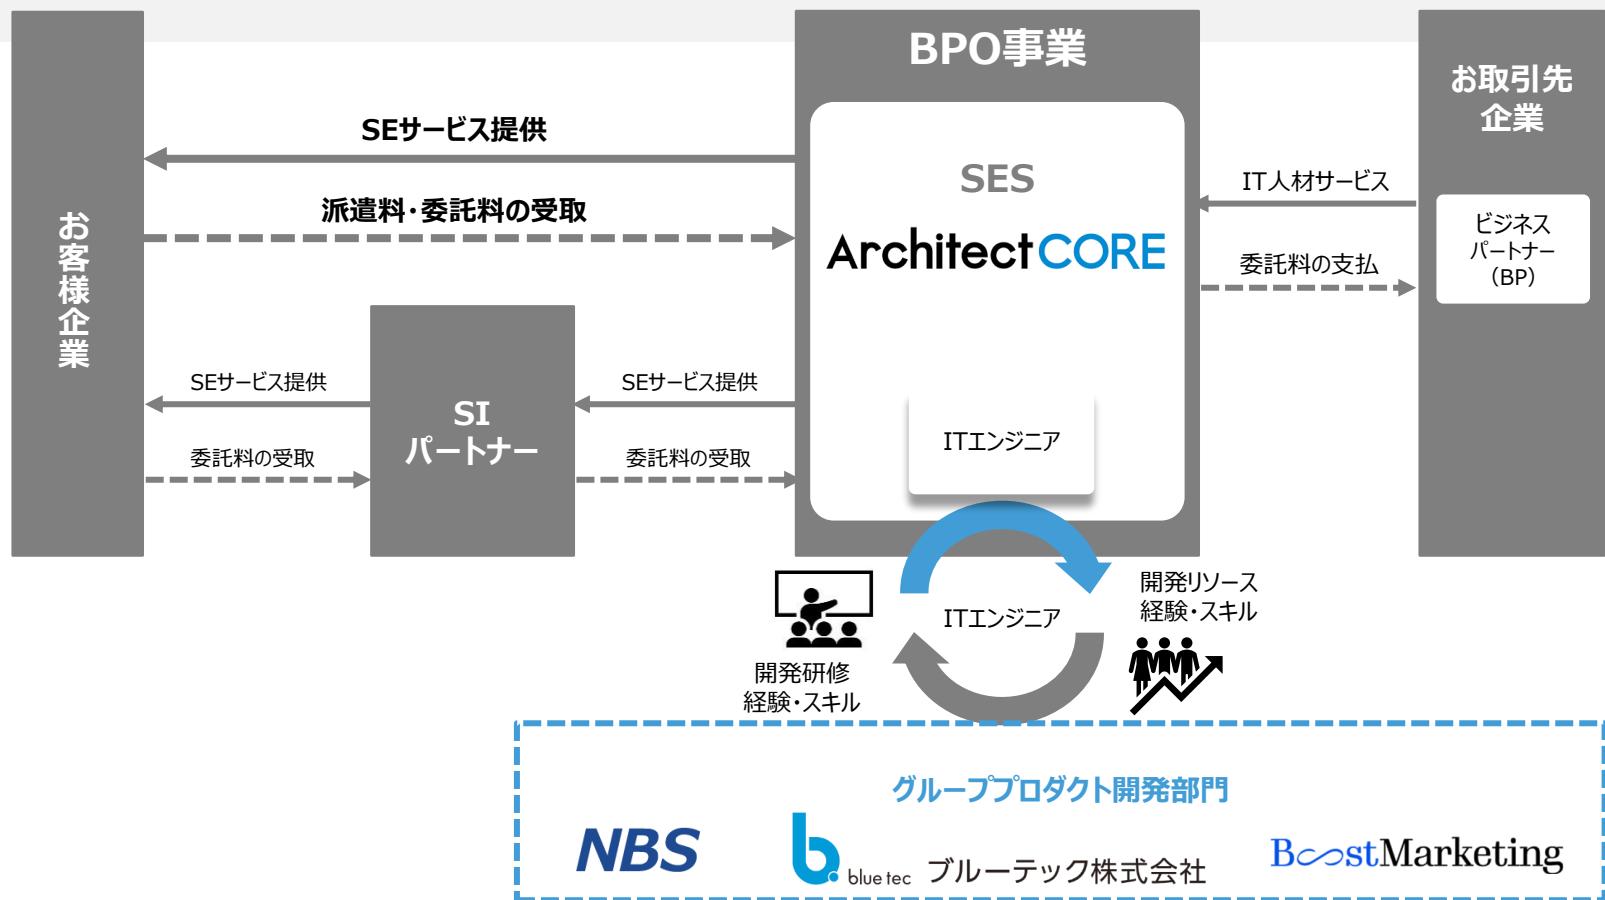 BPO事業
お取引先
企業
SEサービス提供
SES
IT人材サービス
派遣料・委託料の受取
Architect CORE
ビジネス
パートナー
（BP）
お客様企業
委託料の支払
SEサービス提供
SEサービス提供
SI
パートナー
ITエンジニア
委託料の受取
委託料の受取
開発リソース
経験・スキル
ITエンジニア
開発研修
経験・スキル
グループプロダクト開発部門
NBS
b. blue tec ブルーテック株式会社
BoostMarketing